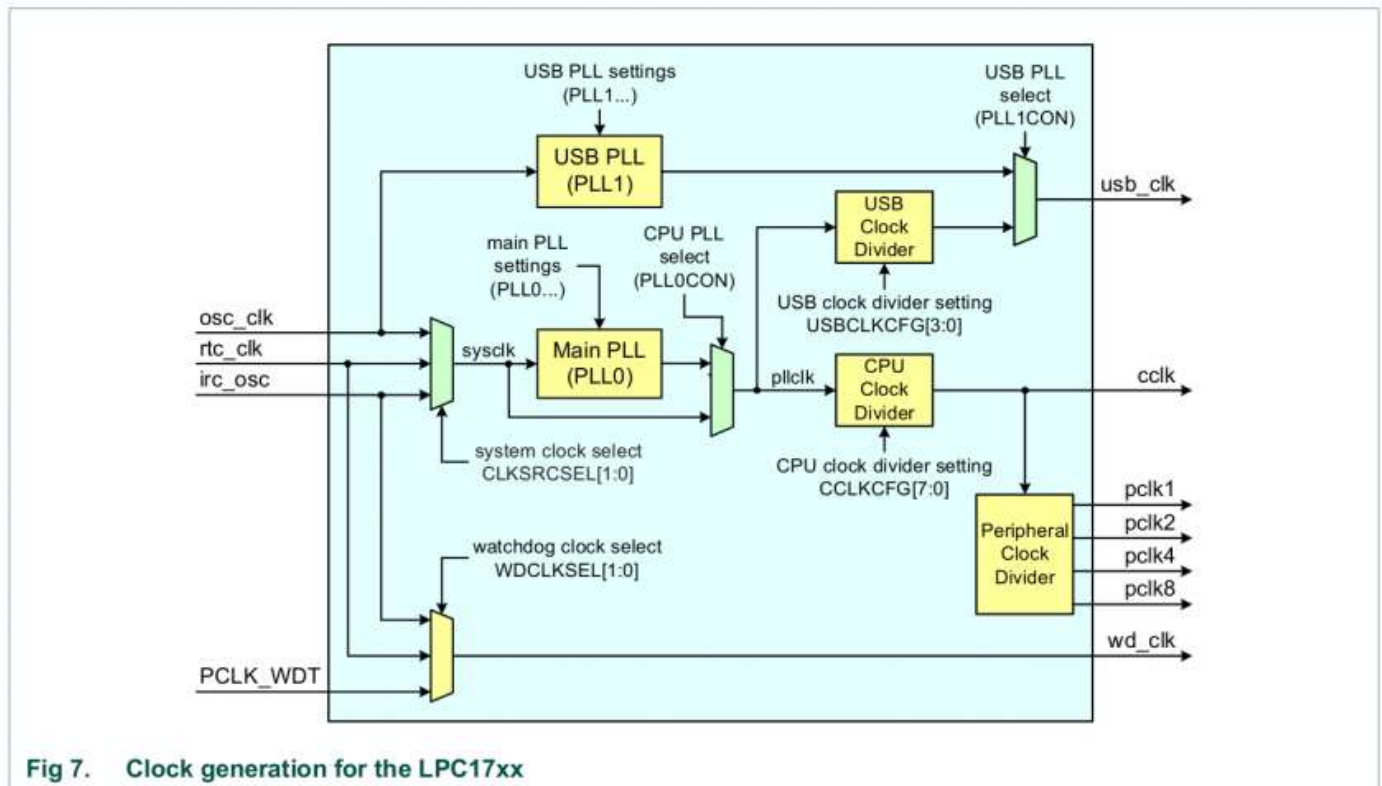 USB PLL settings
(PLL1...)
USB PLL
select
(PLL1CON)
USB PLL
(PLL1)
usb_clk
USB
Clock
Divider
main PLL
settings
(PLL0...)
CPU PLL
select
(PLL0CON)
USB clock divider setting
USBCLKCFG[3:0]
osc_clk
rtc_clk
irc_osc
sysclk
Main PLL
(PLL0)
pllclk
CPU
Clock
Divider
cclk
system clock select
CLKSRCSEL[1:0]
CPU clock divider setting
CCLKCFG[7:0]
Peripheral
Clock
Divider
pclk1
pclk2
pclk4
pclk8
watchdog clock select
WDCLKSEL[1:0]
PCLK_WDT
wd_clk
Fig 7. Clock generation for the LPC17xx